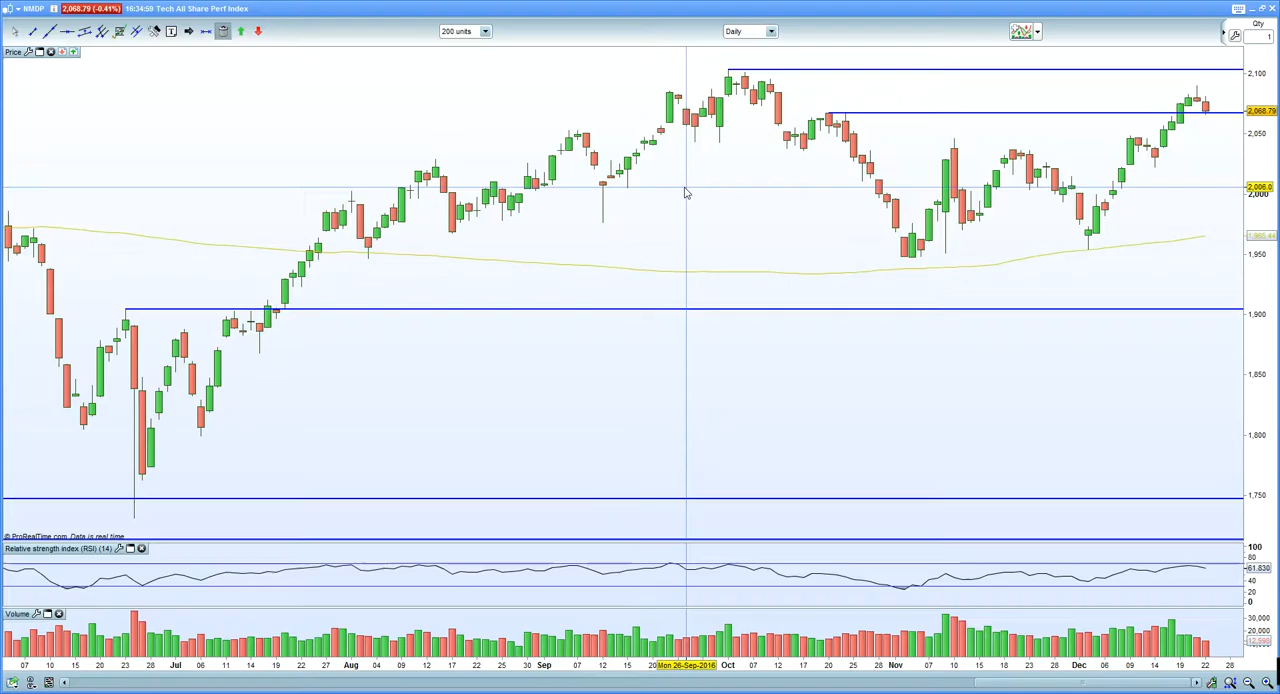 NMDP 2,068.79 (-0.41%) 16:34:59 Tech All Share Perf Index
200 units Daily Qty
1
Price
2,100
2,068.79
2,050
2,006.0
2,000
1,965.44
1,950
1,900
1,850
1,800
1,750
© ProRealTime.com Data is real time
Relative strength index (RSI) (14)
100
80
61.830
40
20
0
Volume
30,000
20,000
07 10 15 20 23 28 Jul 06 11 14 19 22 27 Aug 04 09 12 17 22 25 Sep 07 12 15 20 Mon 26-Sep-2016 Oct 07 12 17 20 25 28 Nov 07 10 15 18 23 28 Dec 06 09 14 19 22 28